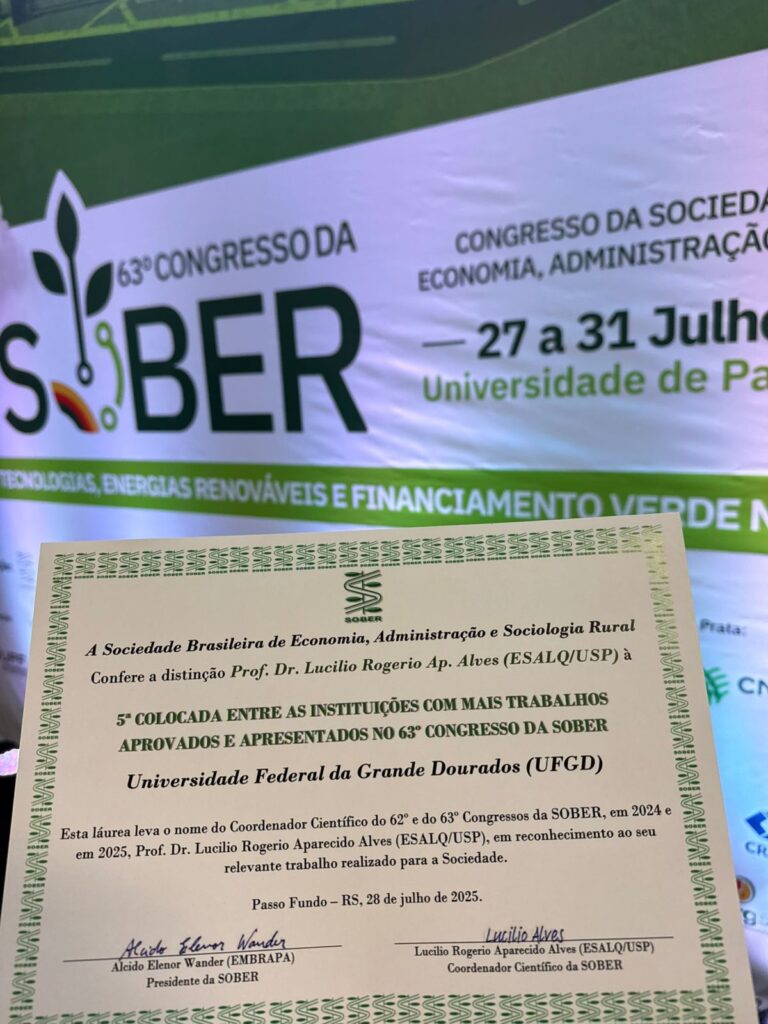 63º CONGRESSO DA
SOBER
CONGRESSO DA
ECONOMIA, ADMINISTRAÇÃO
27 a 31
Universidade de
TECNOLOGIAS, ENERGIAS RENOVÁVEIS E FINANCIAMENTO VERDE
Prata:
SOBER
A Sociedade Brasileira de Economia, Administração e Sociologia Rural
Confere a distinção Prof. Dr. Lucilio Rogerio Ap. Alves (ESALQ/USP) à
5ª COLOCADA ENTRE AS INSTITUIÇÕES COM MAIS TRABALHOS
APROVADOS E APRESENTADOS NO 63º CONGRESSO DA SOBER
Universidade Federal da Grande Dourados (UFGD)
Esta láurea leva o nome do Coordenador Científico do 62º e do 63º Congressos da SOBER, em 2024 e
em 2025, Prof. Dr. Lucilio Rogerio Aparecido Alves (ESALQ/USP), em reconhecimento ao seu
relevante trabalho realizado para a Sociedade.
Passo Fundo – RS, 28 de julho de 2025.
Alcido Elenor Wander
Alcido Elenor Wander (EMBRAPA)
Presidente da SOBER
Lucilio Alves
Lucilio Rogerio Aparecido Alves (ESALQ/USP)
Coordenador Científico da SOBER